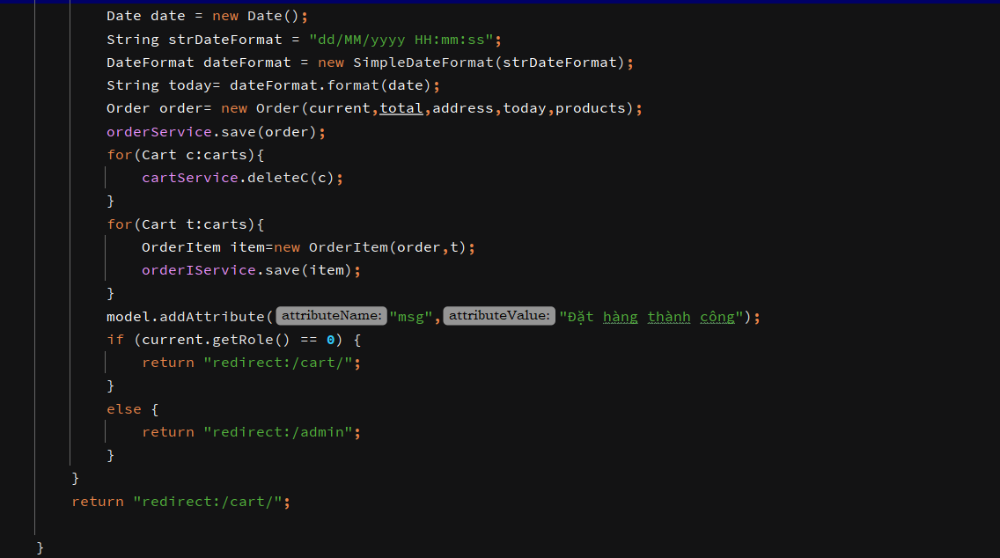 Date date = new Date();
String strDateFormat = "dd/MM/yyyy HH:mm:ss";
DateFormat dateFormat = new SimpleDateFormat(strDateFormat);
String today= dateFormat.format(date);
Order order= new Order(current,total,address,today,products);
orderService.save(order);
for(Cart c:carts){
cartService.deleteC(c);
}
for(Cart t:carts){
OrderItem item=new OrderItem(order,t);
orderIService.save(item);
}
model.addAttribute( attributeName: "msg", attributeValue: "Đặt hàng thành công");
if (current.getRole() == 0) {
return "redirect:/cart/";
}
else {
return "redirect:/admin";
}
}
return "redirect:/cart/";
}